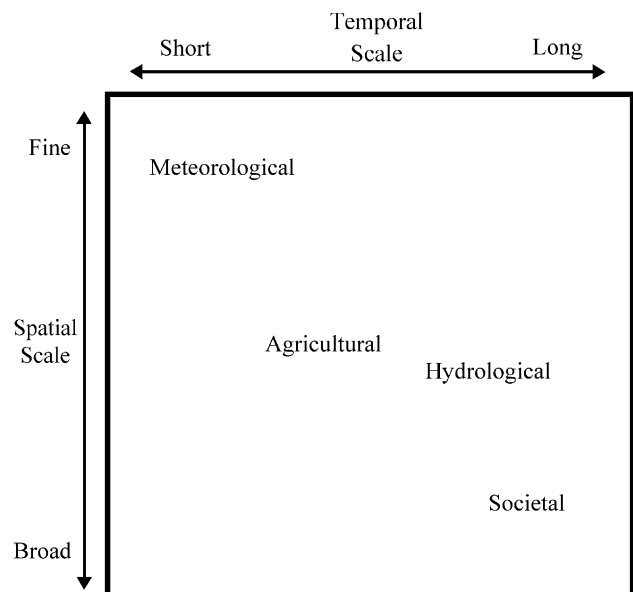 Temporal
Short
Scale
Long
Fine
Meteorological
Spatial
Scale
Agricultural
Hydrological
Societal
Broad